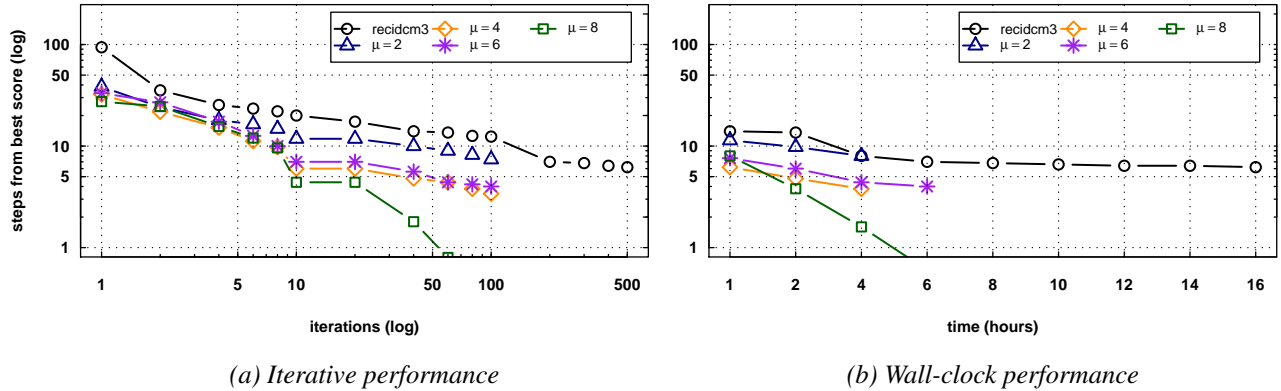 recidcm3
μ = 2
μ = 4
μ = 6
μ = 8
steps from best score (log)
100
50
10
5
1
1 5 10 50 100 500
iterations (log)
(a) Iterative performance
recidcm3
μ = 2
μ = 4
μ = 6
μ = 8
100
50
10
5
1
1 2 4 6 8 10 12 14 16
time (hours)
(b) Wall-clock performance